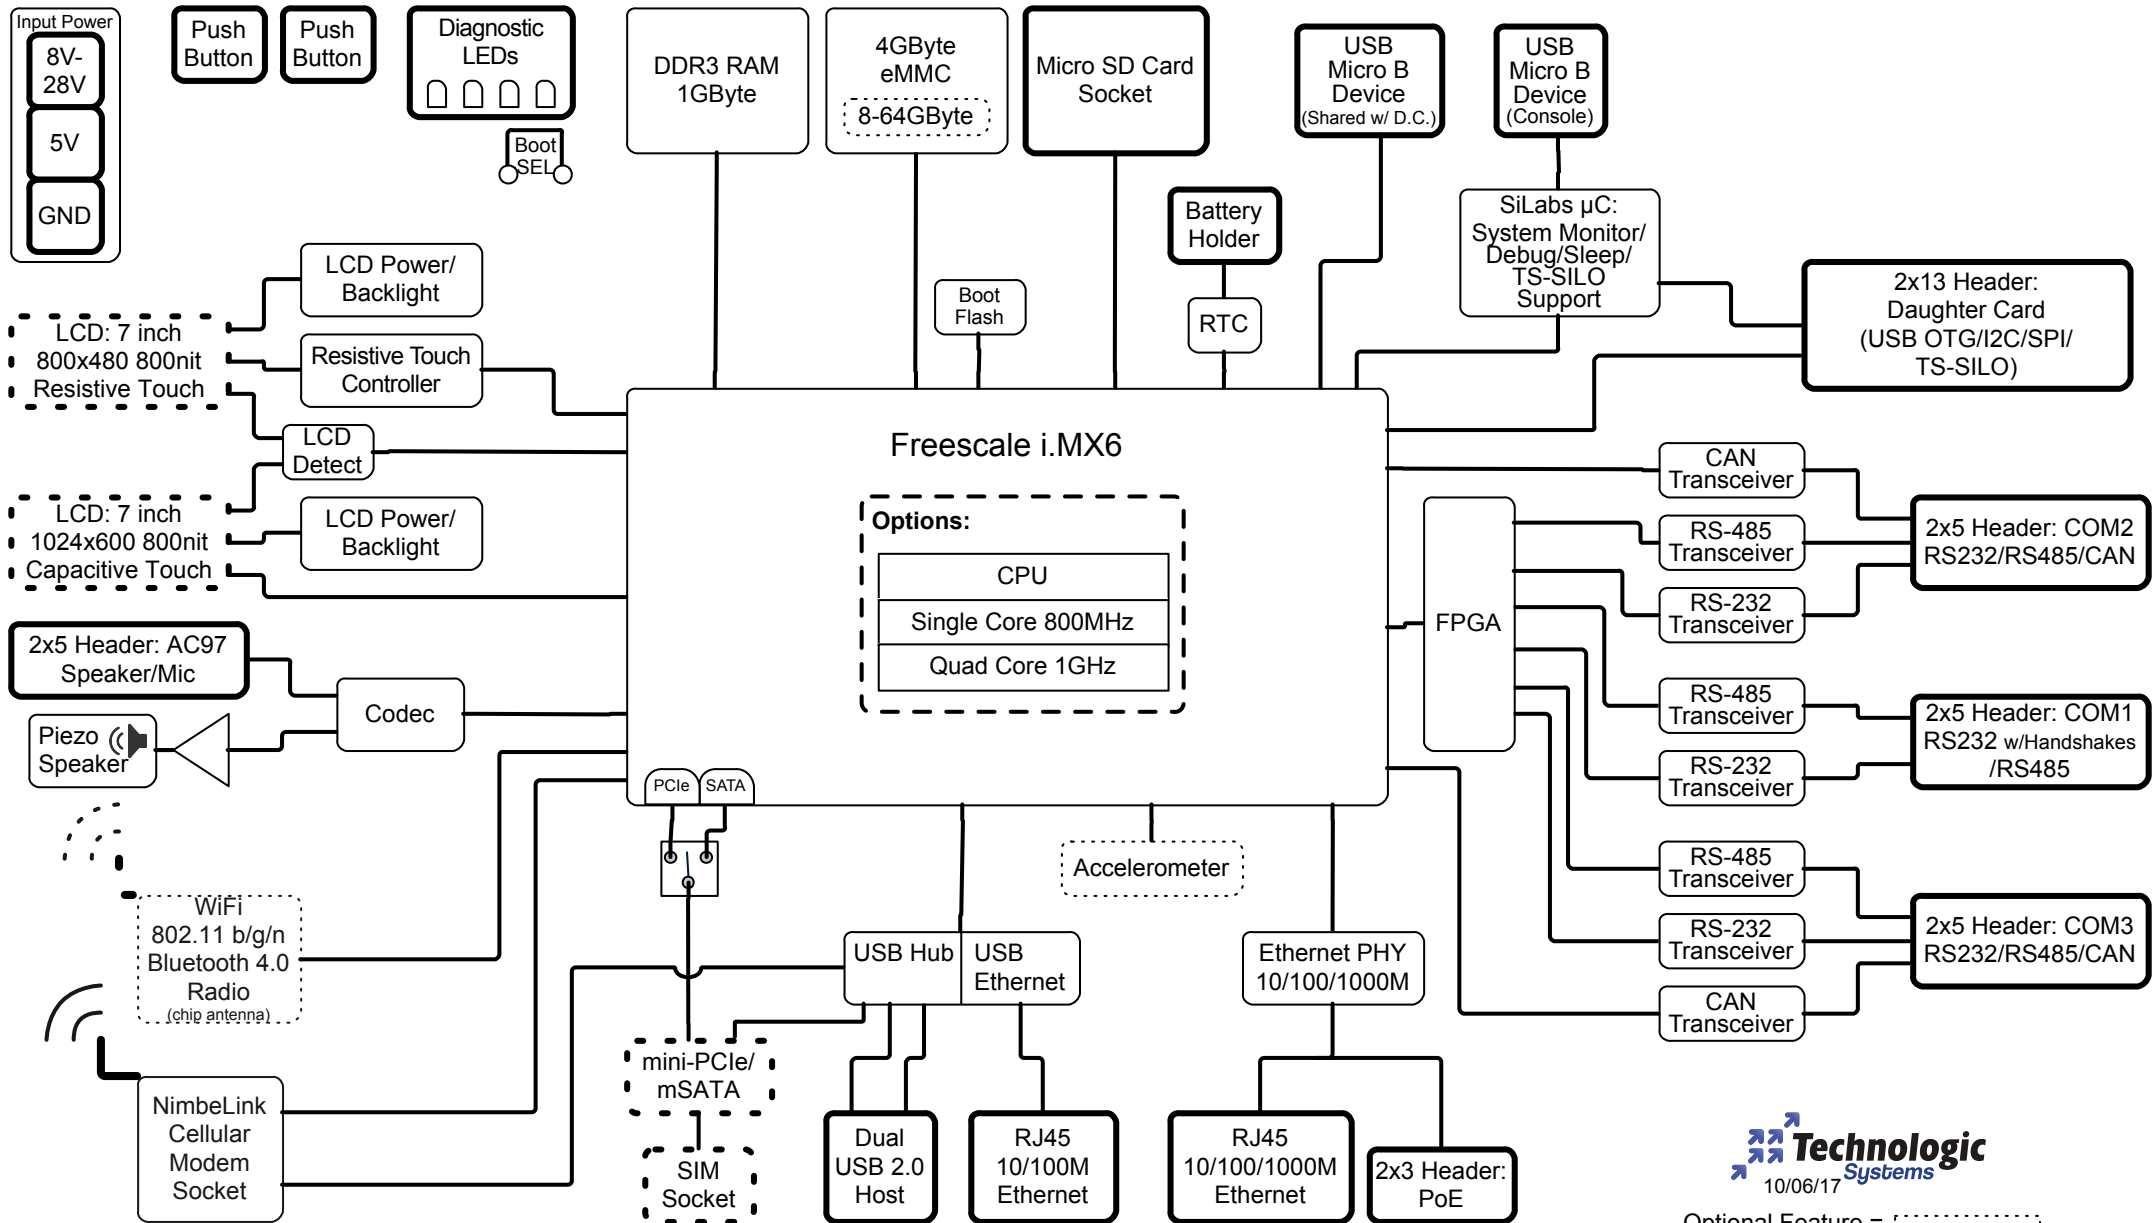 Input Power
8V-
28V
5V
GND
Push
Button
Push
Button
Diagnostic
LEDs
Boot
SEL
DDR3 RAM
1GByte
4GByte
eMMC
8-64GByte
Micro SD Card
Socket
USB
Micro B
Device
(Shared w/ D.C.)
USB
Micro B
Device
(Console)
Battery
Holder
RTC
Boot
Flash
SiLabs µC:
System Monitor/
Debug/Sleep/
TS-SILO
Support
2x13 Header:
Daughter Card
(USB OTG/I2C/SPI/
TS-SILO)
LCD Power/
Backlight
LCD: 7 inch
800x480 800nit
Resistive Touch
Resistive Touch
Controller
LCD
Detect
LCD: 7 inch
1024x600 800nit
Capacitive Touch
LCD Power/
Backlight
2x5 Header: AC97
Speaker/Mic
Codec
Piezo
Speaker
Freescale i.MX6
Options:
CPU
Single Core 800MHz
Quad Core 1GHz
PCIe
SATA
FPGA
CAN
Transceiver
RS-485
Transceiver
RS-232
Transceiver
2x5 Header: COM2
RS232/RS485/CAN
RS-485
Transceiver
RS-232
Transceiver
2x5 Header: COM1
RS232 w/Handshakes
/RS485
RS-485
Transceiver
RS-232
Transceiver
CAN
Transceiver
2x5 Header: COM3
RS232/RS485/CAN
Accelerometer
WiFi
802.11 b/g/n
Bluetooth 4.0
Radio
(chip antenna)
USB Hub
USB
Ethernet
Ethernet PHY
10/100/1000M
NimbeLink
Cellular
Modem
Socket
mini-PCIe/
mSATA
SIM
Socket
Dual
USB 2.0
Host
RJ45
10/100M
Ethernet
RJ45
10/100/1000M
Ethernet
2x3 Header:
PoE
Technologic
Systems
10/06/17
Optional Feature =